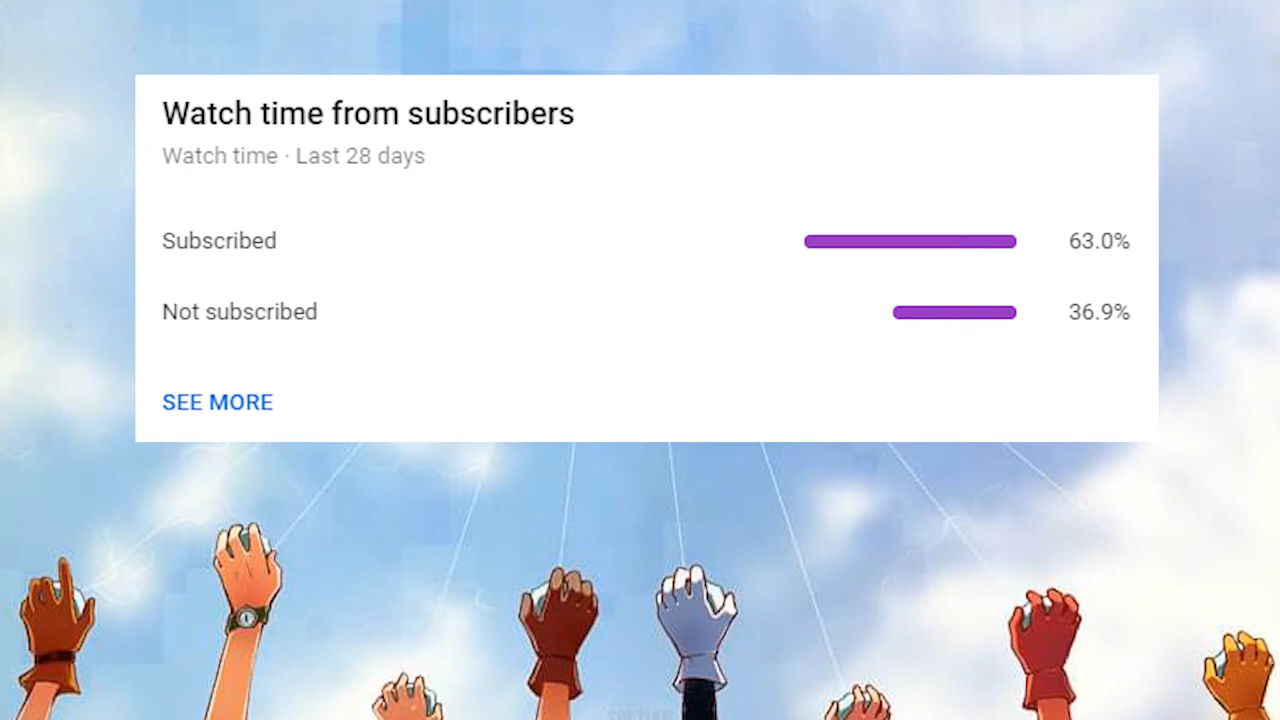 Watch time from subscribers
Watch time · Last 28 days
Subscribed 63.0%
Not subscribed 36.9%
SEE MORE